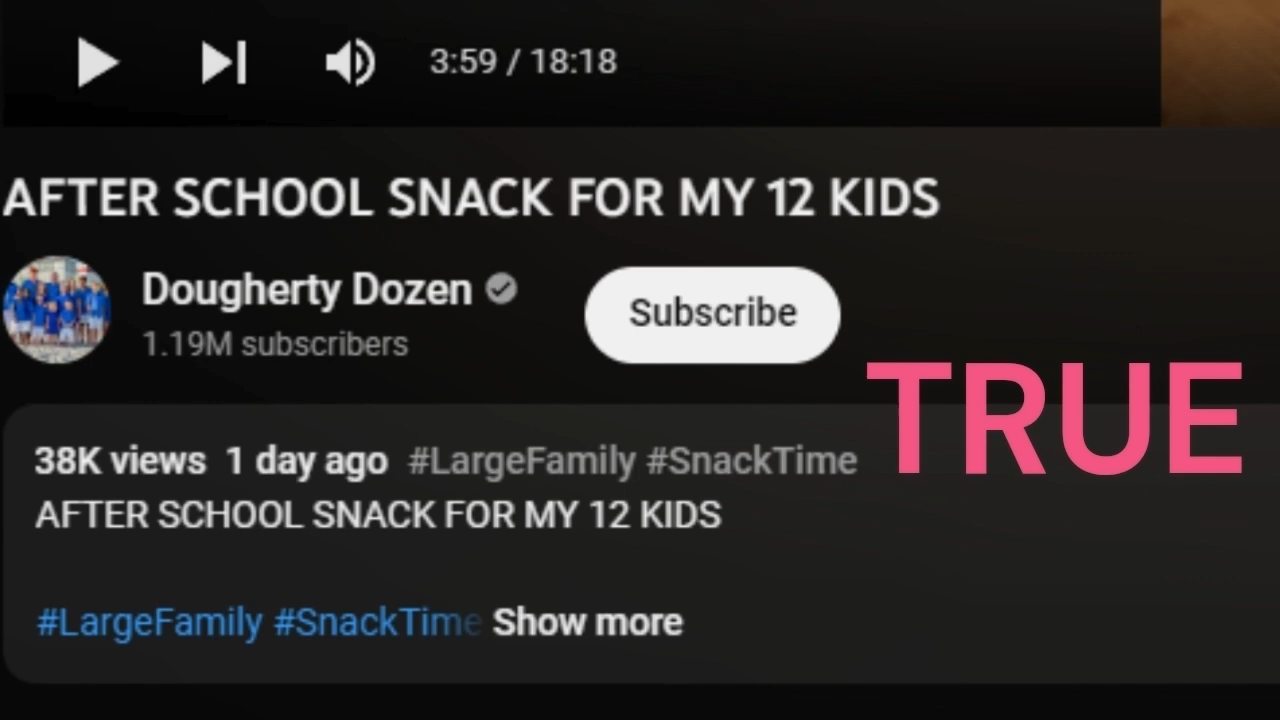 3:59 / 18:18
AFTER SCHOOL SNACK FOR MY 12 KIDS
Dougherty Dozen
1.19M subscribers
Subscribe
TRUE
38K views 1 day ago #LargeFamily #SnackTime
AFTER SCHOOL SNACK FOR MY 12 KIDS
#LargeFamily #SnackTime Show more